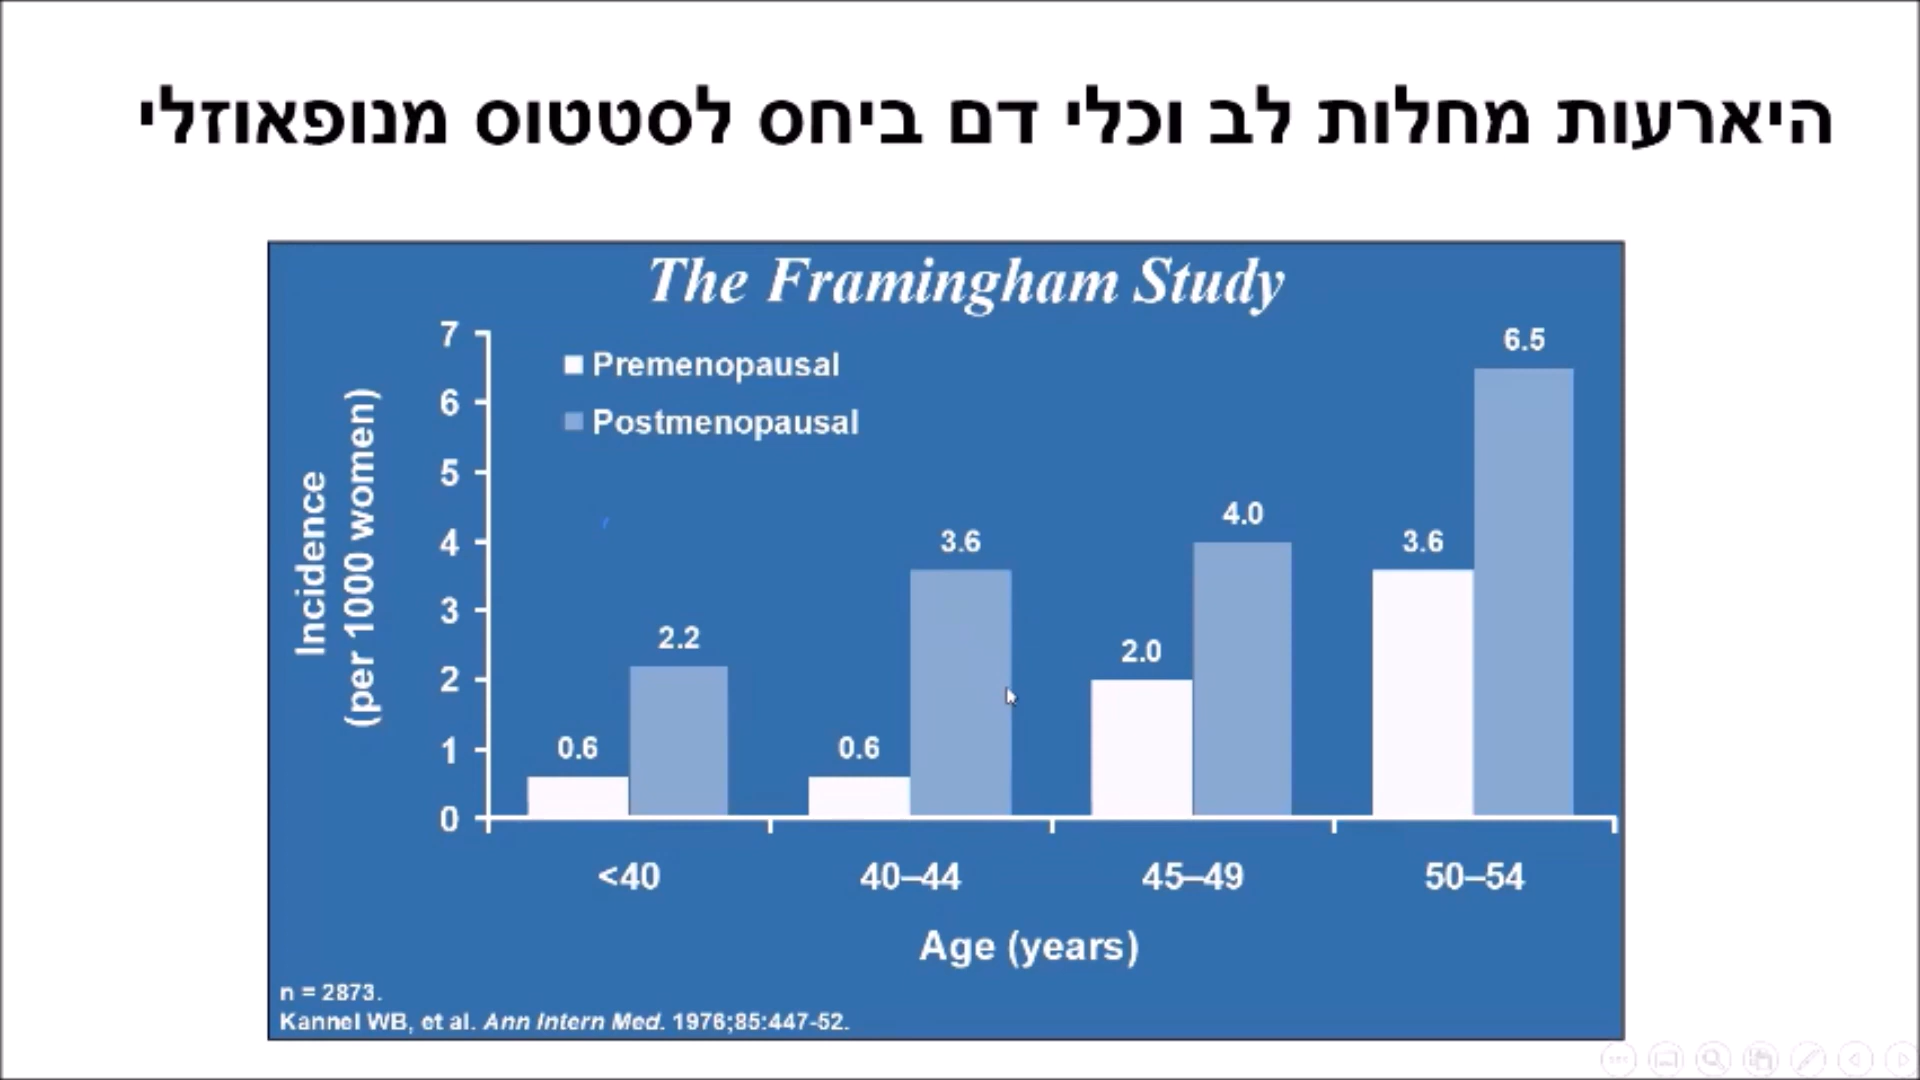 היארעות מחלות לב וכלי דם ביחס לסטטוס מנופאוזלי
The Framingham Study
Premenopausal
Postmenopausal
Incidence
(per 1000 women)
7
6
5
4
3
2
1
0
0.6
2.2
0.6
3.6
2.0
4.0
3.6
6.5
<40
40–44
45–49
50–54
Age (years)
n = 2873.
Kannel WB, et al. Ann Intern Med. 1976;85:447-52.